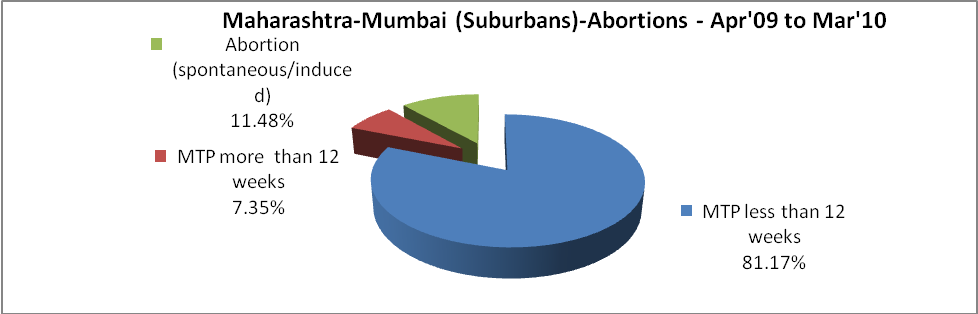 Maharashtra-Mumbai (Suburbans)-Abortions - Apr'09 to Mar'10
Abortion
(spontaneous/induce
d)
11.48%
MTP more than 12
weeks
7.35%
MTP less than 12
weeks
81.17%